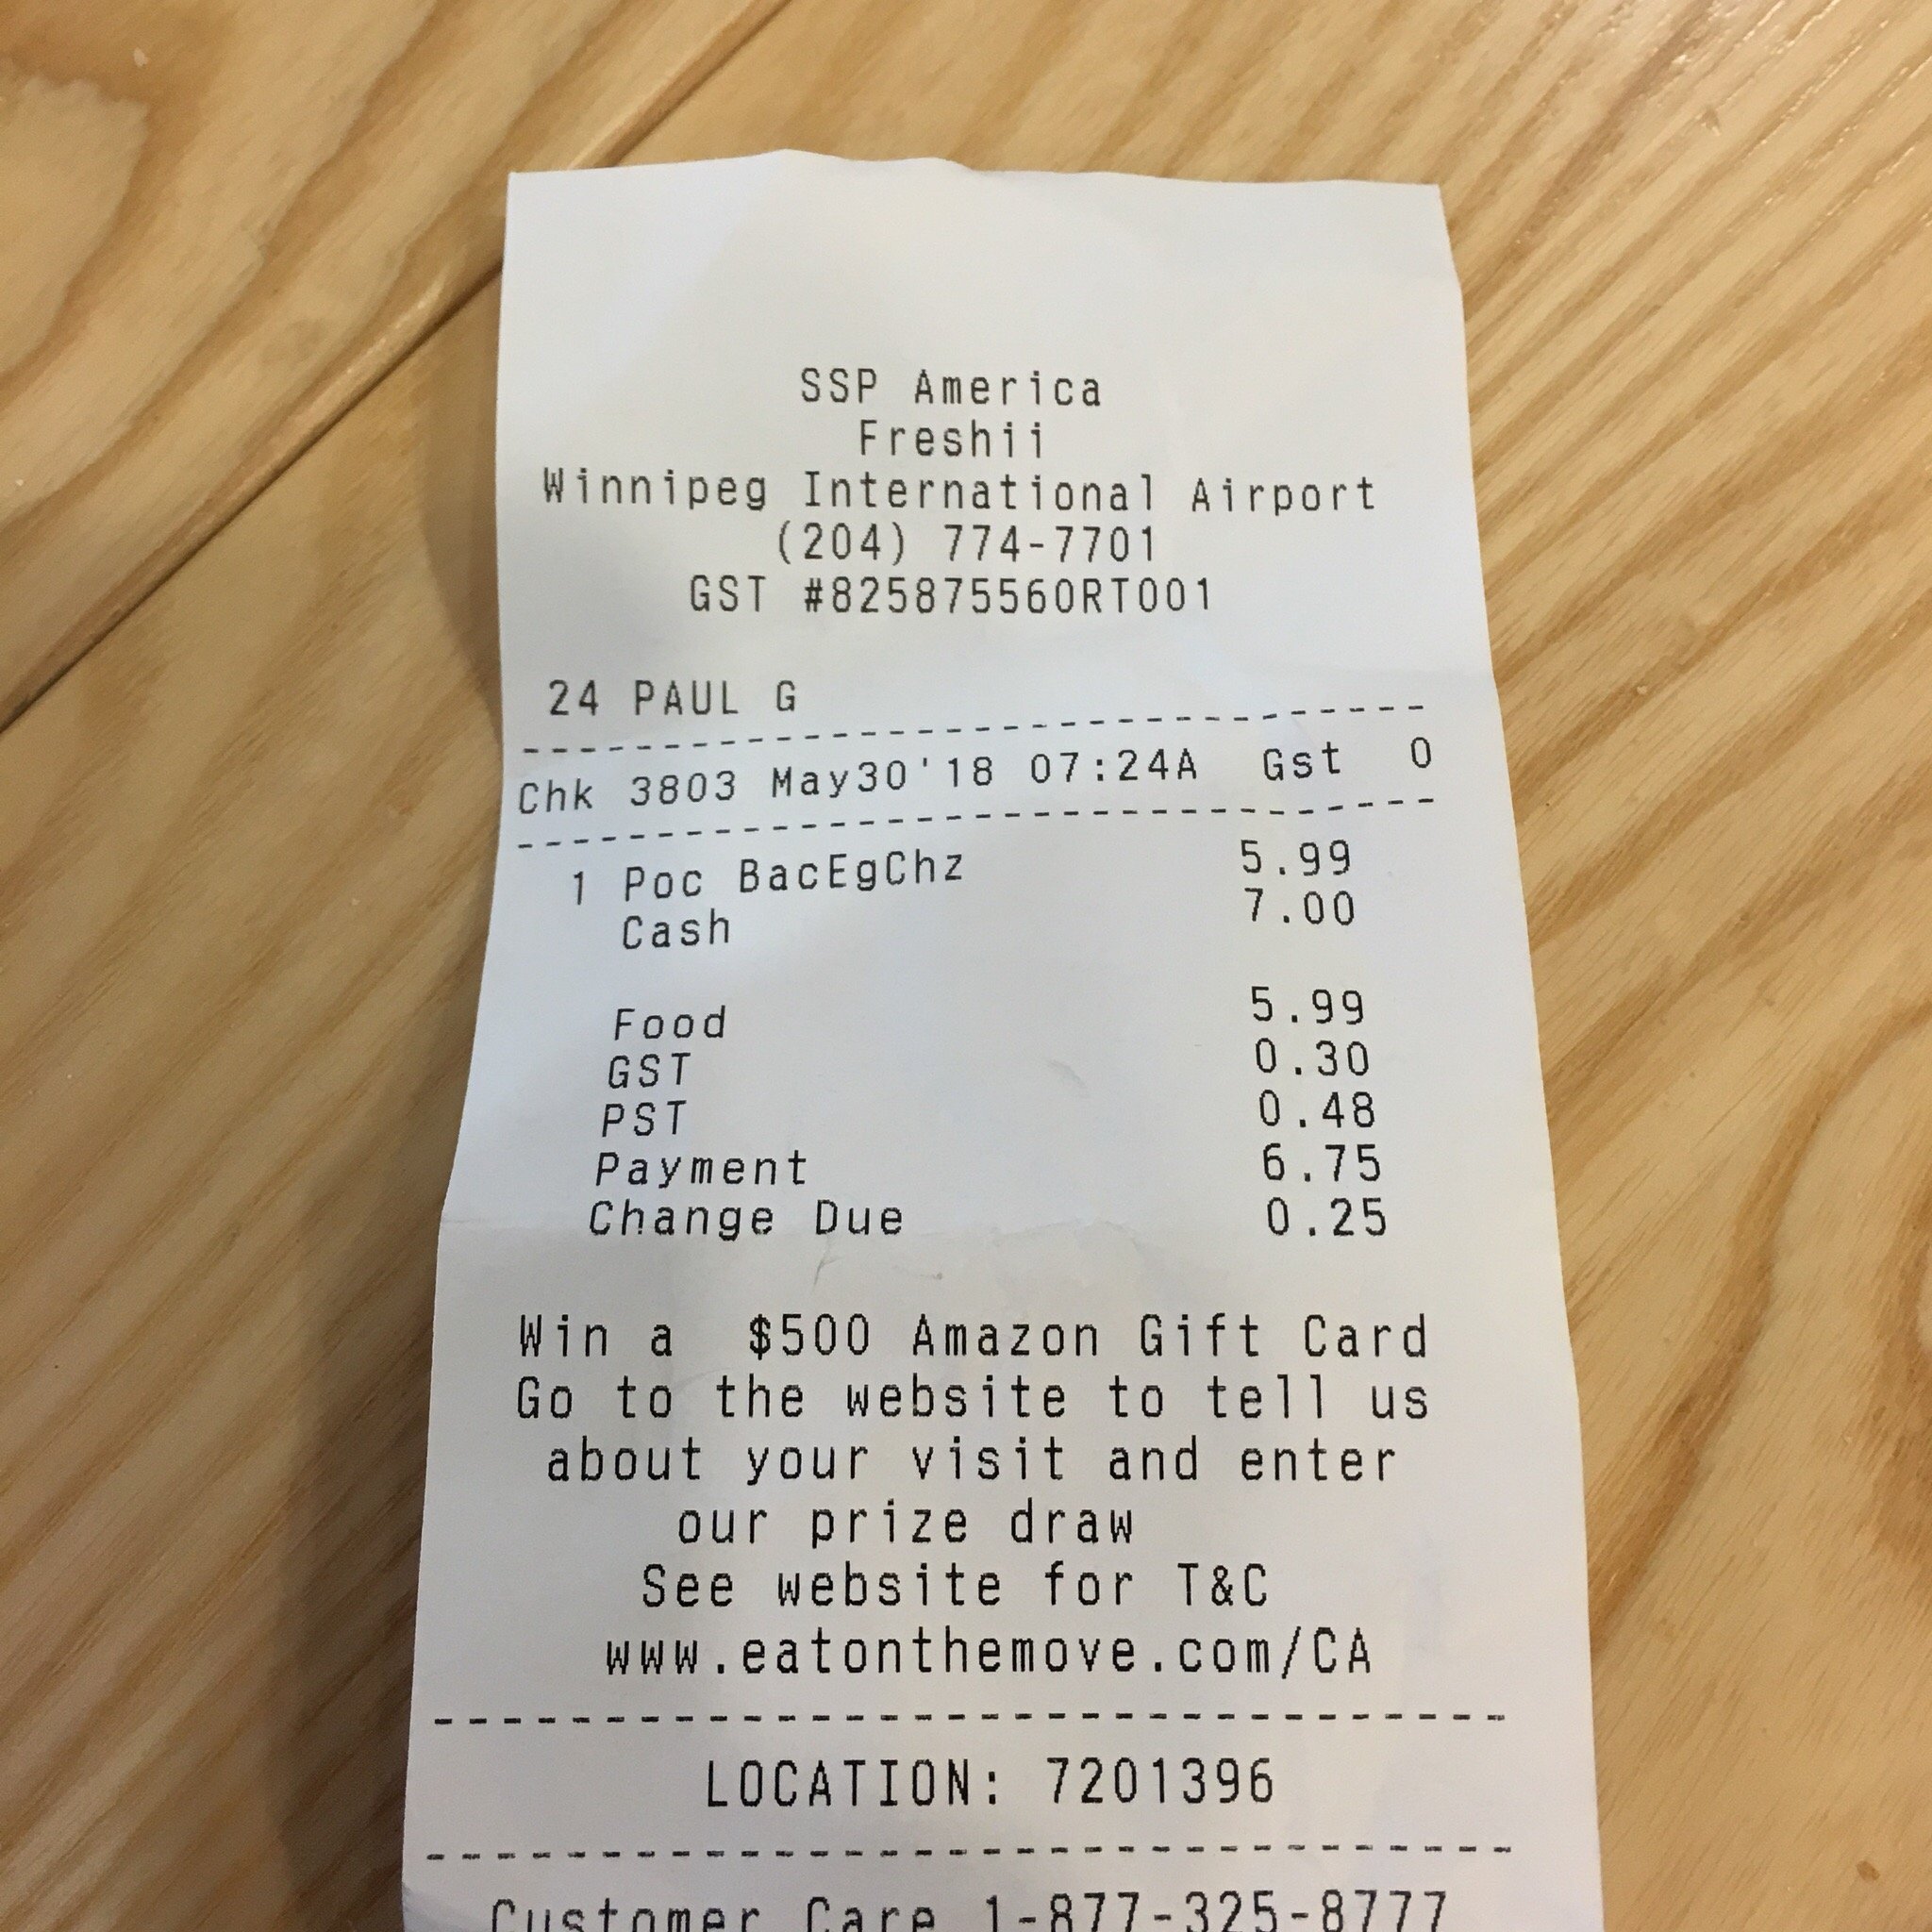 SSP America
Freshii
Winnipeg International Airport
(204) 774-7701
GST #825875560RT001
24 PAUL G
Chk 3803 May30'18 07:24A Gst 0
1 Poc BacEgChz 5.99
Cash 7.00
Food 5.99
GST 0.30
PST 0.48
Payment 6.75
Change Due 0.25
Win a $500 Amazon Gift Card
Go to the website to tell us
about your visit and enter
our prize draw
See website for T&C
www.eatonthemove.com/CA
LOCATION: 7201396
Customer Care 1-877-325-8777